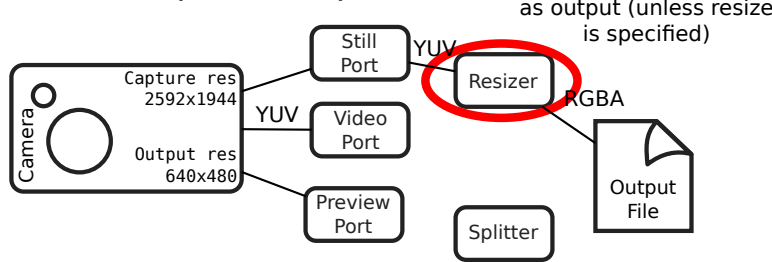 as output (unless resize
is specified)
Still
Port
YUV
Resizer
Capture res
2592x1944
RGBA
YUV
Video
Port
Camera
Output res
640x480
Output
File
Preview
Port
Splitter